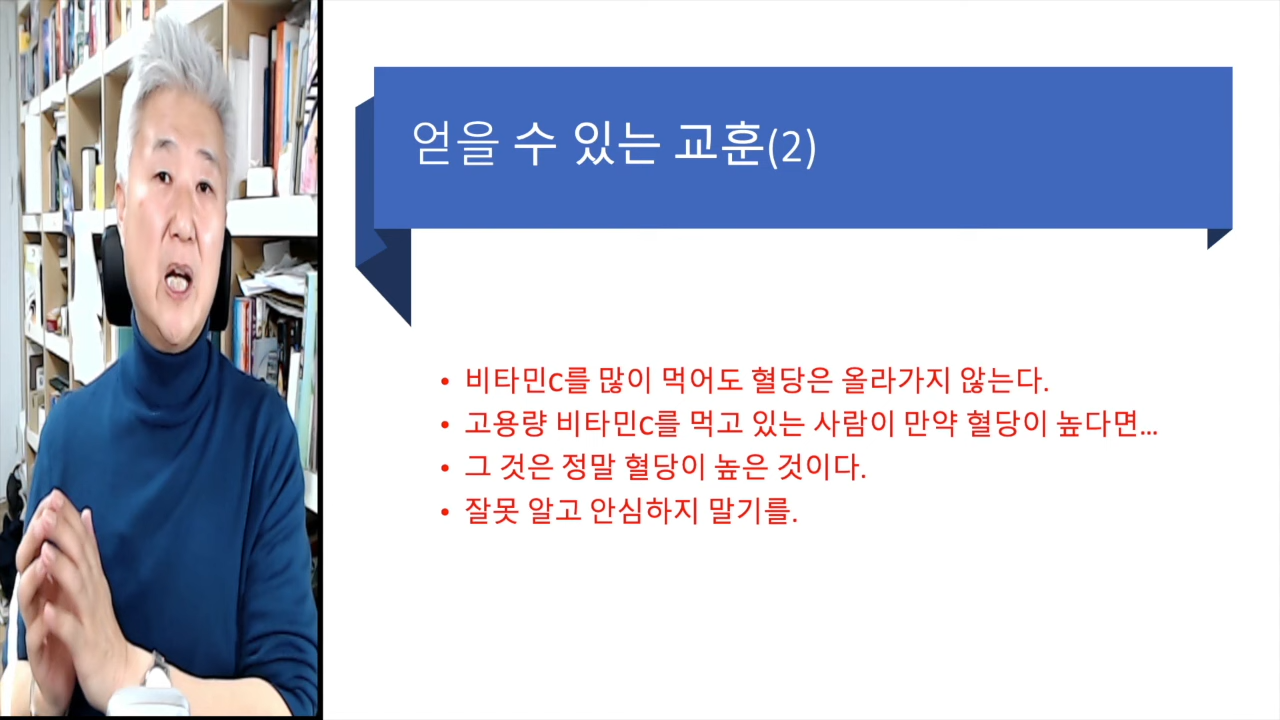 얻을 수 있는 교훈(2)
• 비타민C를 많이 먹어도 혈당은 올라가지 않는다.
• 고용량 비타민C를 먹고 있는 사람이 만약 혈당이 높다면...
• 그 것은 정말 혈당이 높은 것이다.
• 잘못 알고 안심하지 말기를.